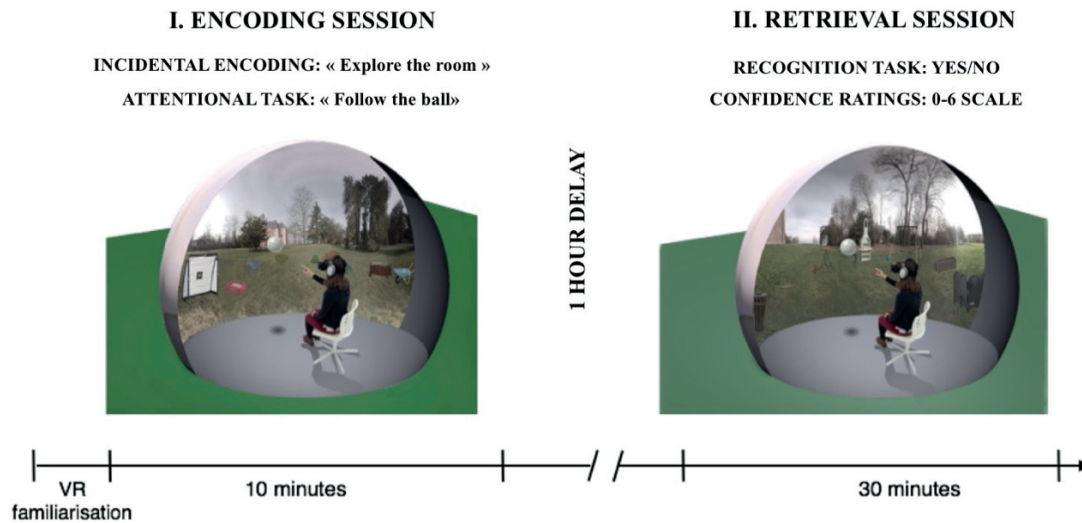 I. ENCODING SESSION
INCIDENTAL ENCODING: « Explore the room »
ATTENTIONAL TASK: « Follow the ball»
II. RETRIEVAL SESSION
RECOGNITION TASK: YES/NO
CONFIDENCE RATINGS: 0-6 SCALE
1 HOUR DELAY
VR
familiarisation
10 minutes
30 minutes